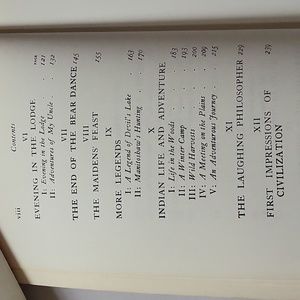 viii
Contents
PAGE
VI
EVENING IN THE LODGE
I: Evening in the Lodge 121
II: Adventures of My Uncle 132
VII
THE END OF THE BEAR DANCE 145
VIII
THE MAIDENS' FEAST 155
IX
MORE LEGENDS
I: A Legend of Devil's Lake 163
II: Manitoshaw's Hunting 170
X
INDIAN LIFE AND ADVENTURE
I: Life in the Woods 183
II: A Winter Camp 193
III: Wild Harvests 200
IV: A Meeting on the Plains 209
V: An Adventurous Journey 215
XI
THE LAUGHING PHILOSOPHER 229
XIII
FIRST IMPRESSIONS OF
CIVILIZATION 239